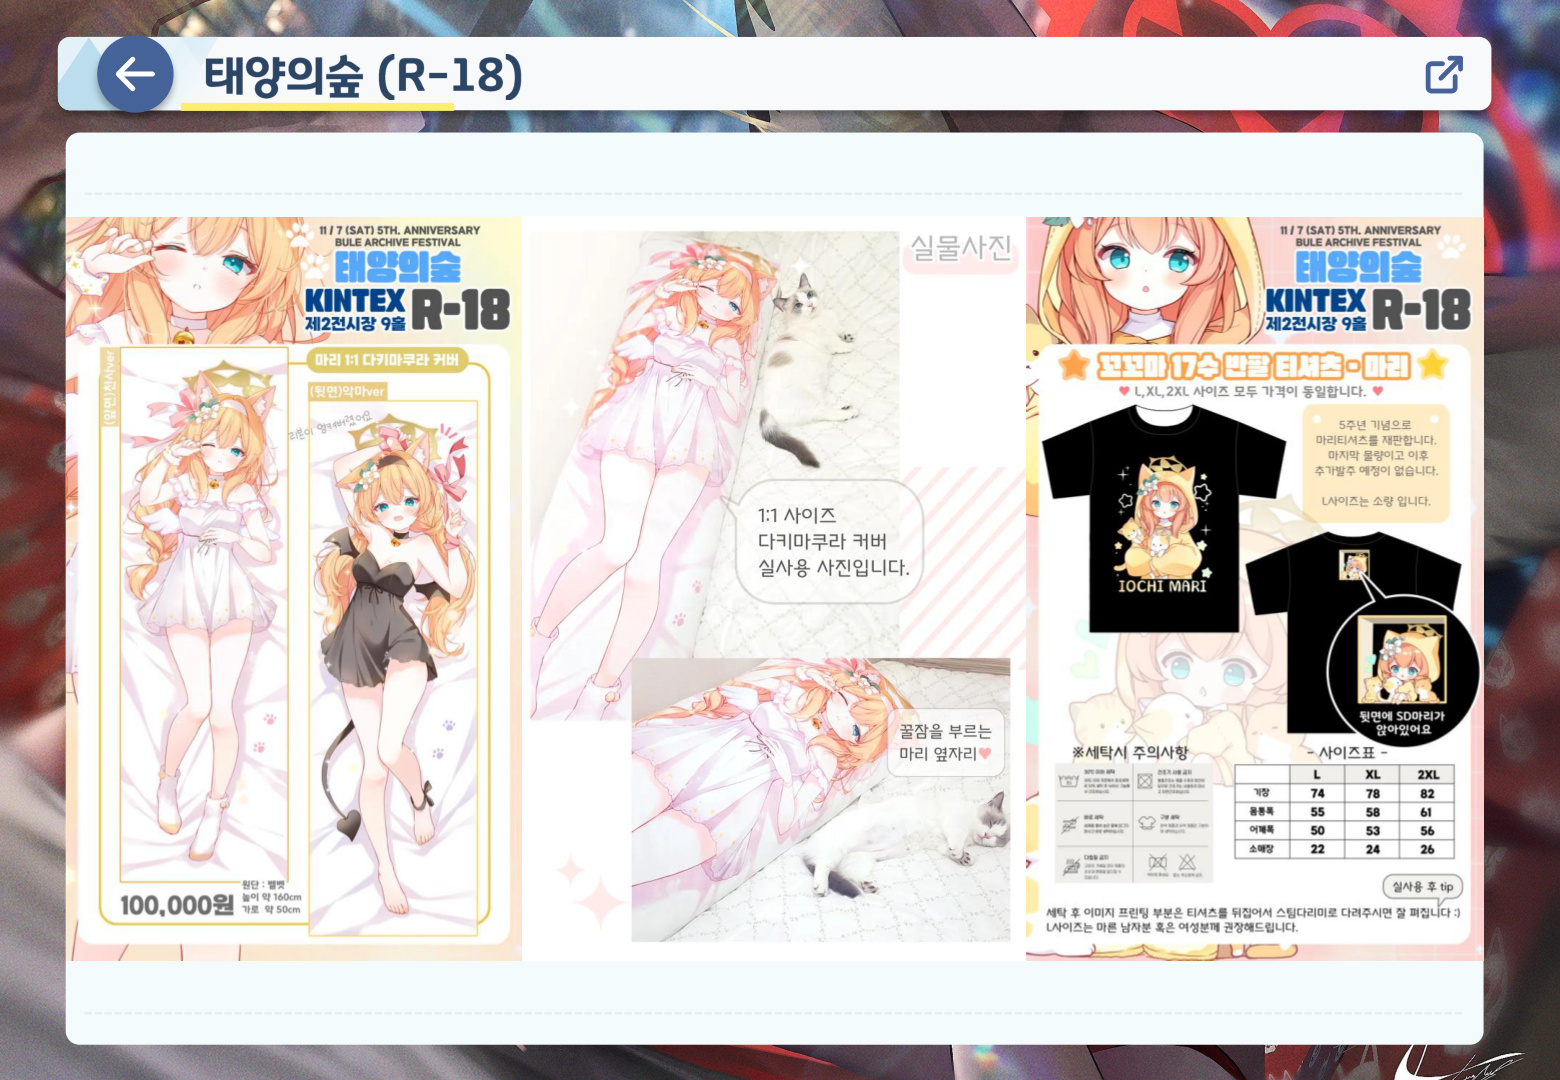 태양의숲 (R-18)
11 / 7 (SAT) 5TH. ANNIVERSARY
BULE ARCHIVE FESTIVAL
태양의숲
KINTEX
제2전시장 9홀
R-18
마리 1:1 다키마쿠라 커버
(앞면)천사ver
(뒷면)악마ver
리본이 엉켜버렸어요
100,000원
원단 : 벨벳
높이 약 160cm
가로 약 50cm
실물사진
1:1 사이즈
다키마쿠라 커버
실사용 사진입니다.
꿀잠을 부르는
마리 옆자리♥
11 / 7 (SAT) 5TH. ANNIVERSARY
BULE ARCHIVE FESTIVAL
태양의숲
KINTEX
제2전시장 9홀
R-18
꼬꼬마 17수 반팔 티셔츠 - 마리
♥ L,XL,2XL 사이즈 모두 가격이 동일합니다. ♥
5주년 기념으로
마리티셔츠를 재판합니다.
마지막 물량이고 이후
추가발주 예정이 없습니다.
L사이즈는 소량 입니다.
IOCHI MARI
뒷면에 SD마리가
앉아있어요
※세탁시 주의사항
- 사이즈표 -
L XL 2XL
기장 74 78 82
몸통폭 55 58 61
어깨폭 50 53 56
소매장 22 24 26
실사용 후 tip
세탁 후 이미지 프린팅 부분은 티셔츠를 뒤집어서 스팀다리미로 다려주시면 잘 펴집니다 :)
L사이즈는 마른 남자분 혹은 여성분께 권장해드립니다.